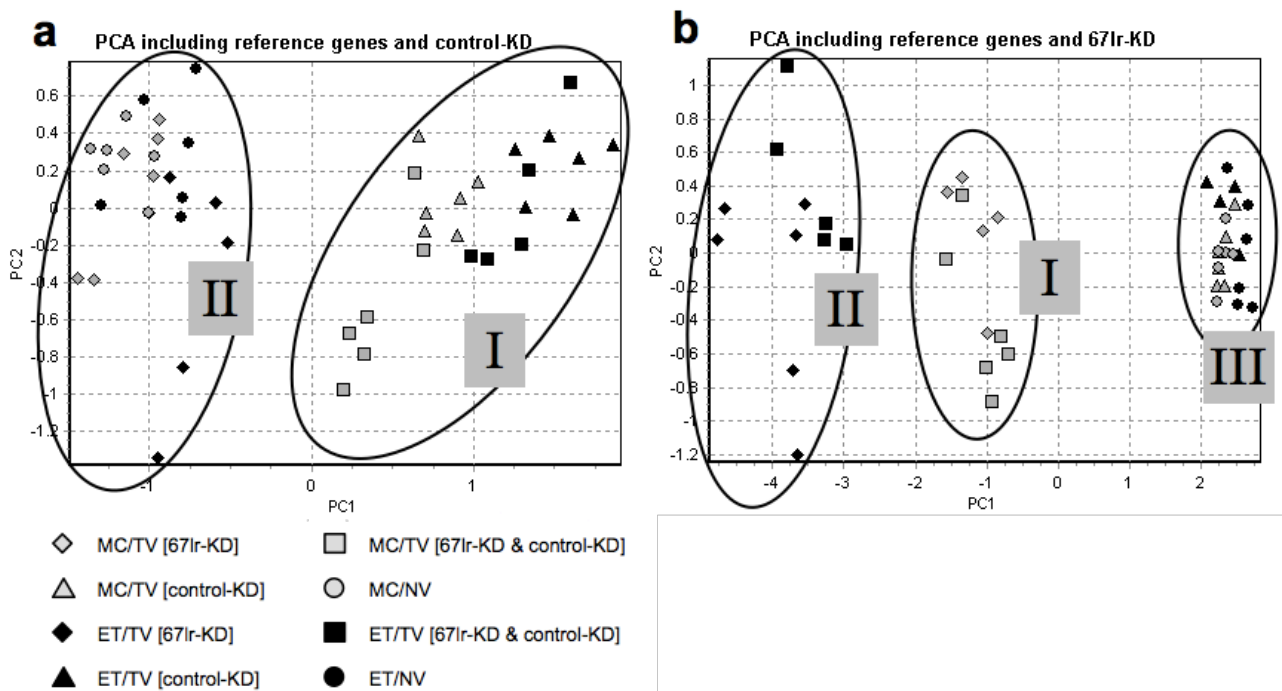 a
PCA including reference genes and control-KD
0.6
0.4
0.2
0
-0.2
-0.4
-0.6
-0.8
-1
-1.2
PC2
-1
0
1
PC1
II
I
b
PCA including reference genes and 67lr-KD
1
0.8
0.6
0.4
0.2
0
-0.2
-0.4
-0.6
-0.8
-1
-1.2
PC2
-4
-3
-2
-1
0
1
2
PC1
II
I
III
MC/TV [67lr-KD]
MC/TV [67lr-KD & control-KD]
MC/TV [control-KD]
MC/NV
ET/TV [67lr-KD]
ET/TV [67lr-KD & control-KD]
ET/TV [control-KD]
ET/NV